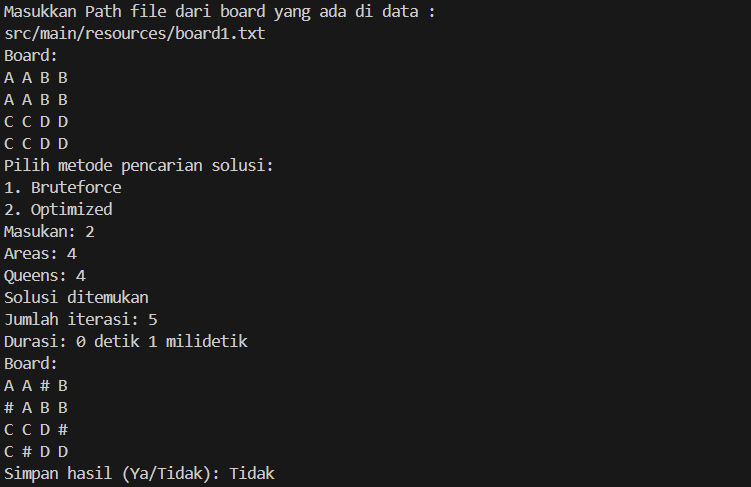 Masukkan Path file dari board yang ada di data :
src/main/resources/board1.txt
Board:
A A B B
A A B B
C C D D
C C D D
Pilih metode pencarian solusi:
1. Bruteforce
2. Optimized
Masukan: 2
Areas: 4
Queens: 4
Solusi ditemukan
Jumlah iterasi: 5
Durasi: 0 detik 1 milidetik
Board:
A A # B
# A B B
C C D #
C # D D
Simpan hasil (Ya/Tidak): Tidak